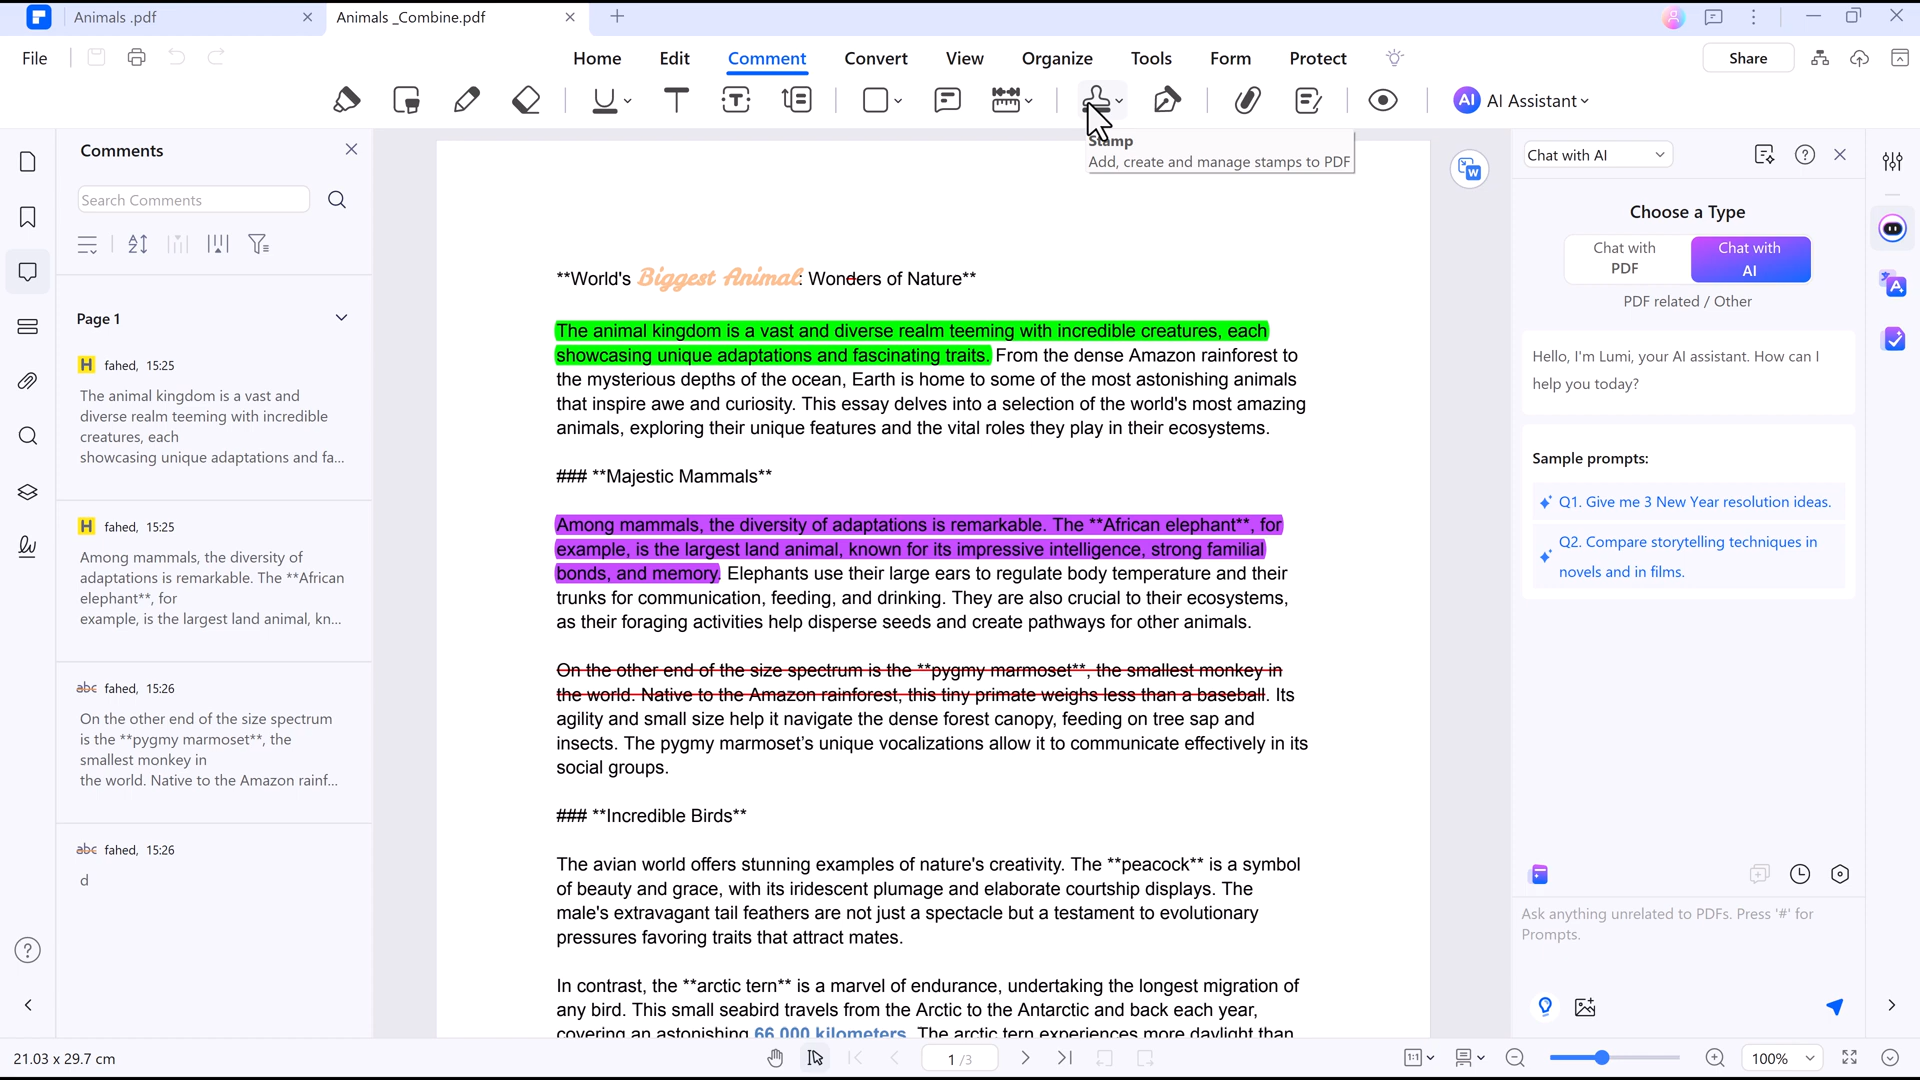 Animals .pdf
Animals _Combine.pdf
File
Home
Edit
Comment
Convert
View
Organize
Tools
Form
Protect
Share
AI AI Assistant
Stamp
Add, create and manage stamps to PDF
Comments
Search Comments
Page 1
H fahed, 15:25
The animal kingdom is a vast and
diverse realm teeming with incredible
creatures, each
showcasing unique adaptations and fa...
H fahed, 15:25
Among mammals, the diversity of
adaptations is remarkable. The **African
elephant**, for
example, is the largest land animal, kn...
abc fahed, 15:26
On the other end of the size spectrum
is the **pygmy marmoset**, the
smallest monkey in
the world. Native to the Amazon rainf...
abc fahed, 15:26
d
**World's Biggest Animal: Wonders of Nature**
The animal kingdom is a vast and diverse realm teeming with incredible creatures, each
showcasing unique adaptations and fascinating traits. From the dense Amazon rainforest to
the mysterious depths of the ocean, Earth is home to some of the most astonishing animals
that inspire awe and curiosity. This essay delves into a selection of the world's most amazing
animals, exploring their unique features and the vital roles they play in their ecosystems.
### **Majestic Mammals**
Among mammals, the diversity of adaptations is remarkable. The **African elephant**, for
example, is the largest land animal, known for its impressive intelligence, strong familial
bonds, and memory. Elephants use their large ears to regulate body temperature and their
trunks for communication, feeding, and drinking. They are also crucial to their ecosystems,
as their foraging activities help disperse seeds and create pathways for other animals.
On the other end of the size spectrum is the **pygmy marmoset**, the smallest monkey in
the world. Native to the Amazon rainforest, this tiny primate weighs less than a baseball. Its
agility and small size help it navigate the dense forest canopy, feeding on tree sap and
insects. The pygmy marmoset's unique vocalizations allow it to communicate effectively in its
social groups.
### **Incredible Birds**
The avian world offers stunning examples of nature's creativity. The **peacock** is a symbol
of beauty and grace, with its iridescent plumage and elaborate courtship displays. The
male's extravagant tail feathers are not just a spectacle but a testament to evolutionary
pressures favoring traits that attract mates.
In contrast, the **arctic tern** is a marvel of endurance, undertaking the longest migration of
any bird. This small seabird travels from the Arctic to the Antarctic and back each year,
covering an astonishing 66,000 kilometers. The arctic tern experiences more daylight than
Chat with AI
Choose a Type
Chat with
PDF
Chat with
AI
PDF related / Other
Hello, I'm Lumi, your AI assistant. How can I
help you today?
Sample prompts:
Q1. Give me 3 New Year resolution ideas.
Q2. Compare storytelling techniques in
novels and in films.
Ask anything unrelated to PDFs. Press '#' for
Prompts.
21.03 x 29.7 cm
1 /3
1:1
100%